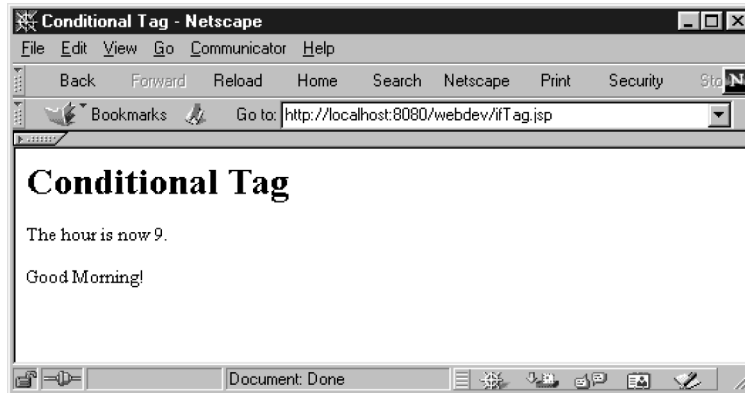 Conditional Tag - Netscape
File Edit View Go Communicator Help
Back Forward Reload Home Search Netscape Print Security Sto N
Bookmarks Go to: http://localhost:8080/webdev/ifTag.jsp
Conditional Tag
The hour is now 9.
Good Morning!
Document: Done